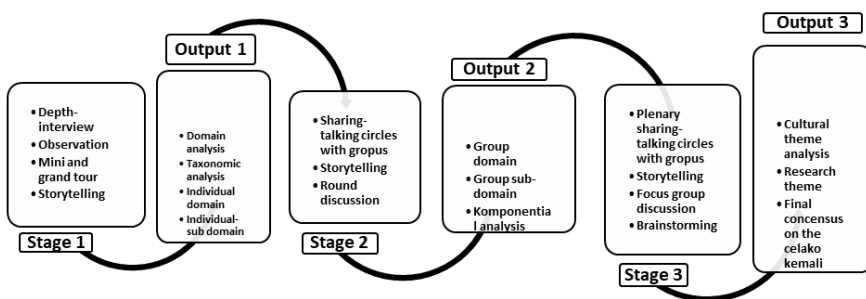 • Depth-
interview
• Observation
• Mini and
grand tour
• Storytelling
Stage 1
Output 1
• Domain
analysis
• Taxonomic
analysis
• Individual
domain
• Individual-
sub domain
• Sharing-
talking circles
with gropus
• Storytelling
• Round
discussion
Stage 2
Output 2
• Group
domain
• Group sub-
domain
• Komponentia
l analysis
• Plenary
sharing-
talking circles
with gropus
• Storytelling
• Focus group
discussion
• Brainstorming
Stage 3
Output 3
• Cultural
theme
analysis
• Research
theme
• Final
concensus
on the
celako
kemali